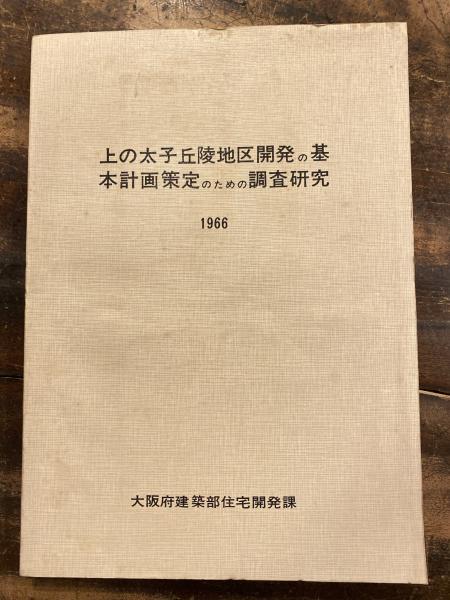 上の太子丘陵地区開発の基
本計画策定のための調査研究
1966
大阪府建築部住宅開発課